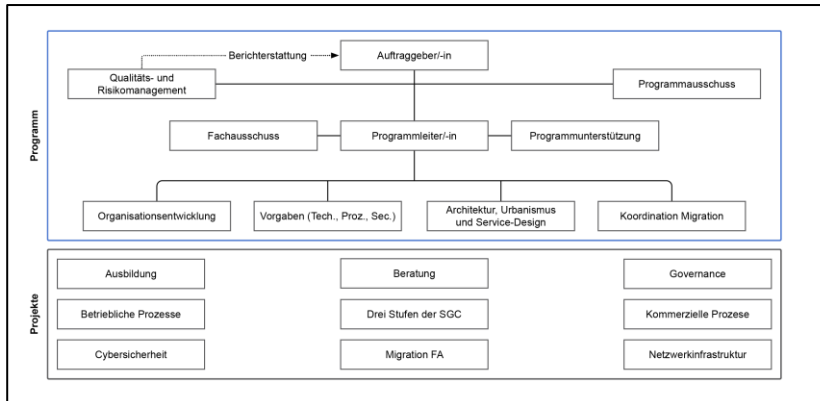 Programm
Berichterstattung
Auftraggeber/-in
Qualitäts- und
Risikomanagement
Programmausschuss
Fachausschuss
Programmleiter/-in
Programmunterstützung
Organisationsentwicklung
Vorgaben (Tech., Proz., Sec.)
Architektur, Urbanismus
und Service-Design
Koordination Migration
Projekte
Ausbildung
Beratung
Governance
Betriebliche Prozesse
Drei Stufen der SGC
Kommerzielle Prozese
Cybersicherheit
Migration FA
Netzwerkinfrastruktur